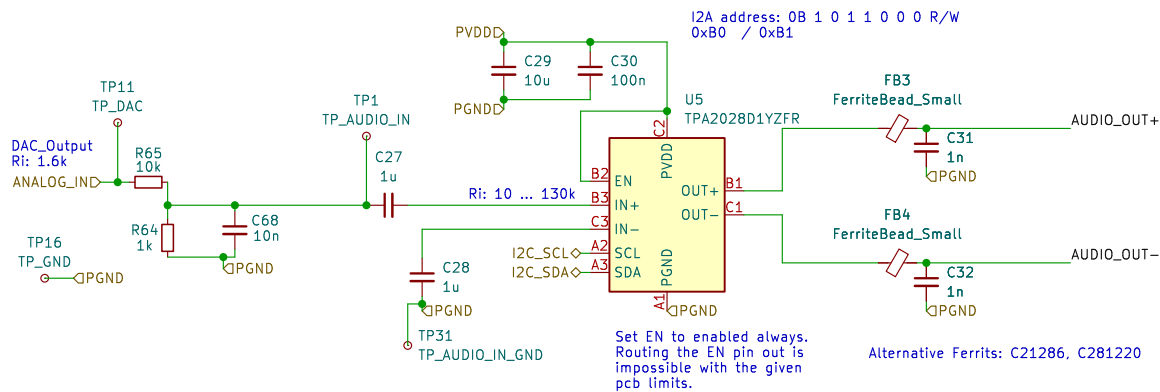 I2A address: 0B 1 0 1 1 0 0 0 R/W
0xB0  / 0xB1
PVDD
C29
10u
C30
100n
PGND
TP11
TP_DAC
TP1
TP_AUDIO_IN
U5
TPA2028D1YZFR
FB3
FerriteBead_Small
AUDIO_OUT+
C31
1n
PGND
DAC_Output
Ri: 1.6k
ANALOG_IN
R65
10k
C27
1u
Ri: 10 ... 130k
C2
PVDD
B2
EN
B3
IN+
C3
IN-
A2
SCL
A3
SDA
OUT+
B1
OUT-
C1
PGND
A1
PGND
R64
1k
C68
10n
PGND
TP16
TP_GND
PGND
I2C_SCL
I2C_SDA
C28
1u
PGND
TP31
TP_AUDIO_IN_GND
FB4
FerriteBead_Small
AUDIO_OUT-
C32
1n
PGND
Set EN to enabled always.
Routing the EN pin out is
impossible with the given
pcb limits.
Alternative Ferrits: C21286, C281220